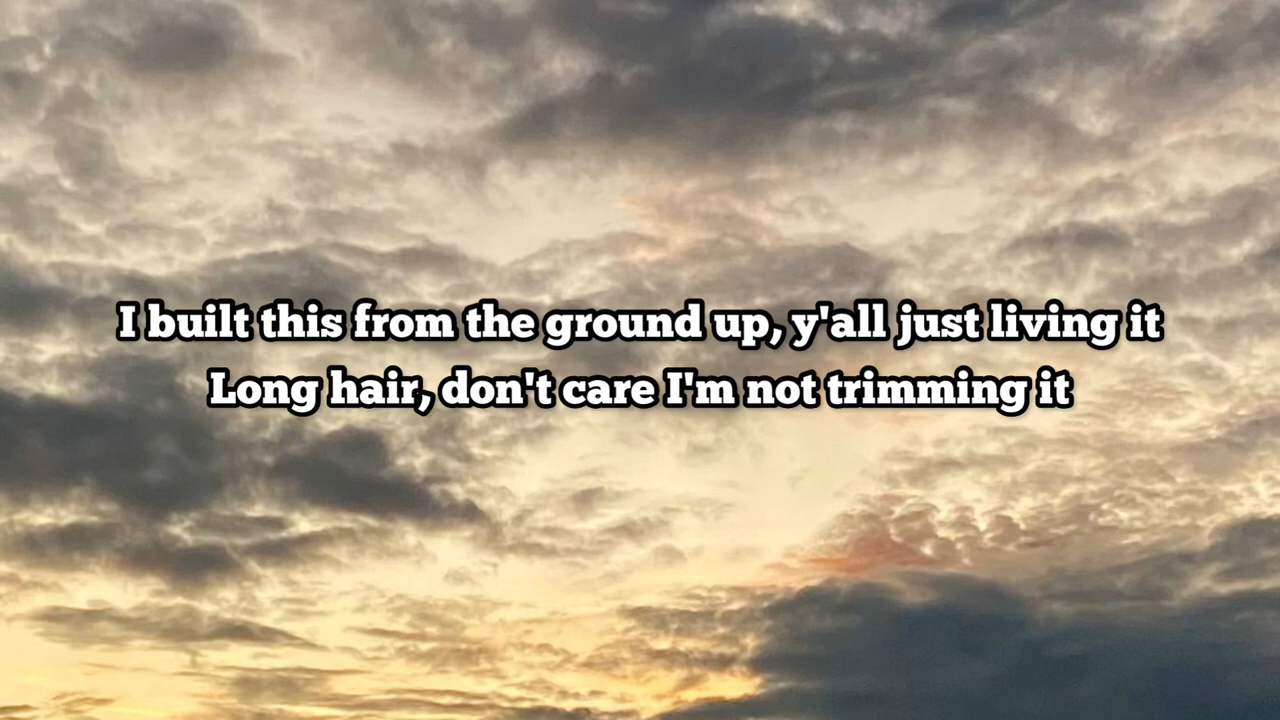 I built this from the ground up, y'all just living it
Long hair, don't care I'm not trimming it